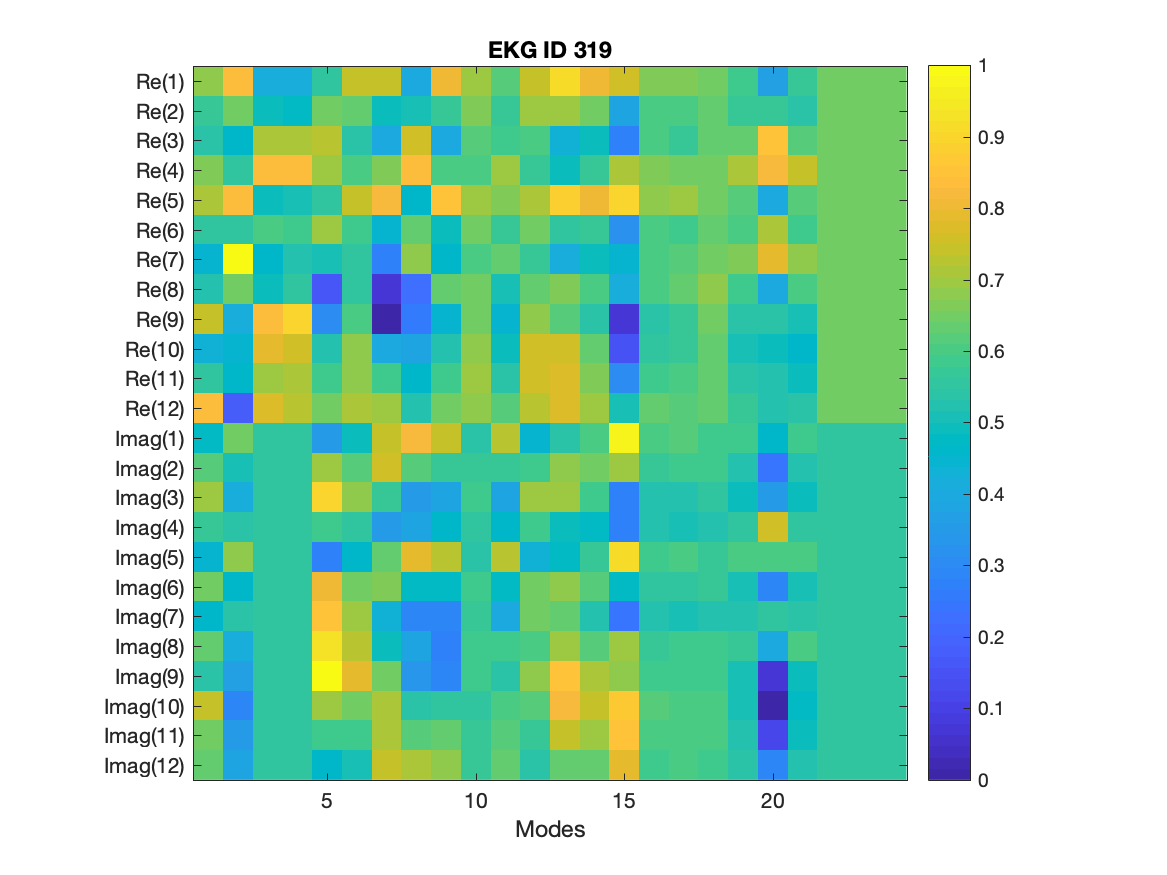 EKG ID 319
Re(1)
Re(2)
Re(3)
Re(4)
Re(5)
Re(6)
Re(7)
Re(8)
Re(9)
Re(10)
Re(11)
Re(12)
Imag(1)
Imag(2)
Imag(3)
Imag(4)
Imag(5)
Imag(6)
Imag(7)
Imag(8)
Imag(9)
Imag(10)
Imag(11)
Imag(12)
5 10 15 20
Modes
1
0.9
0.8
0.7
0.6
0.5
0.4
0.3
0.2
0.1
0